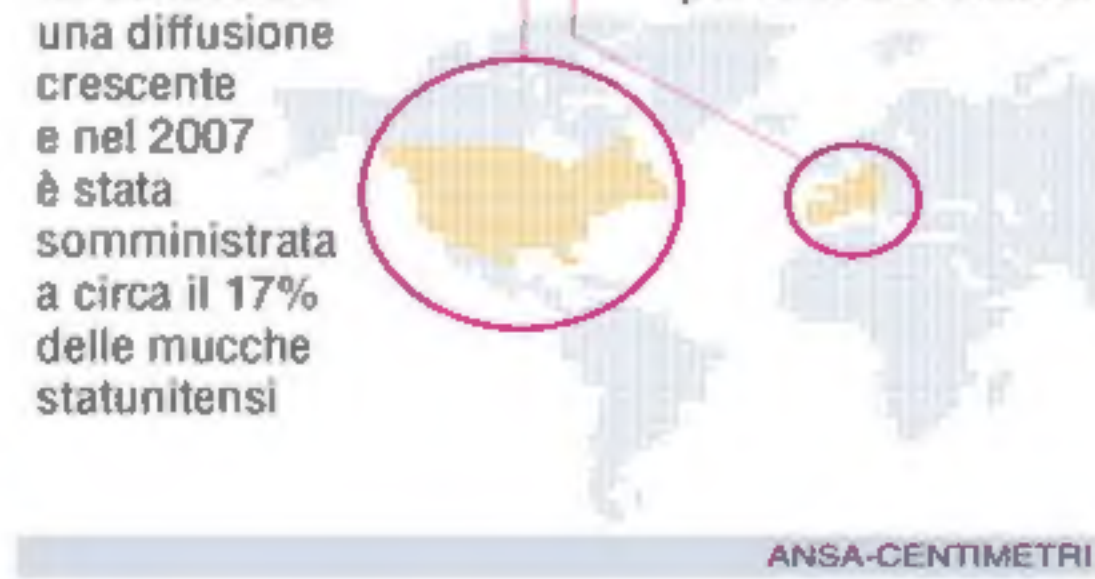 una diffusione
crescente
e nel 2007
è stata
somministrata
a circa il 17%
delle mucche
statunitensi
ANSA-CENTIMETRI